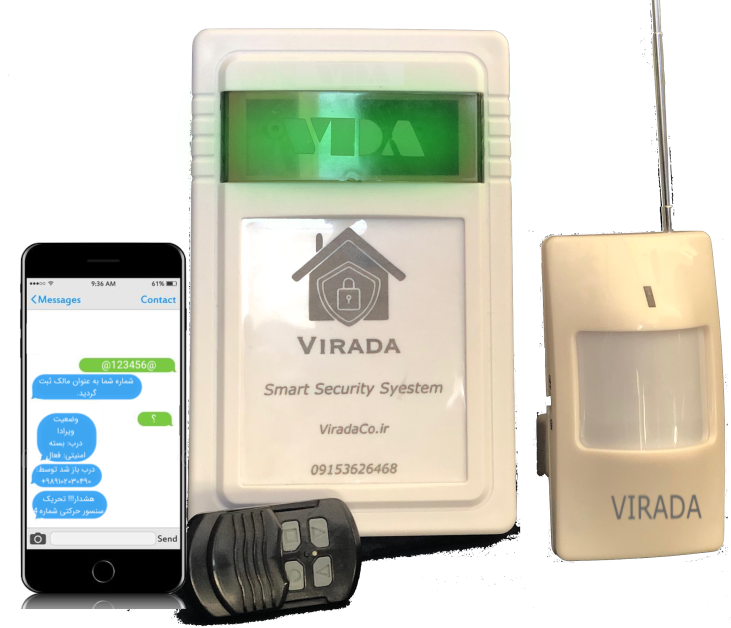 VIDA
VIRADA
Smart Security Syestem
ViradaCo.ir
09153626468
9:36 AM 61%
Messages Contact
@123456@
شماره شما به عنوان مالک ثبت
گردید.
؟
وضعیت
ویرادا
درب: بسته
امنیتی: فعال
درب باز شد توسط
+۹۸۹۱۰۲۰۳۰۴۹۰
هشدار!!! تحریک
سنسور حرکتی شماره 4
Send
VIRADA